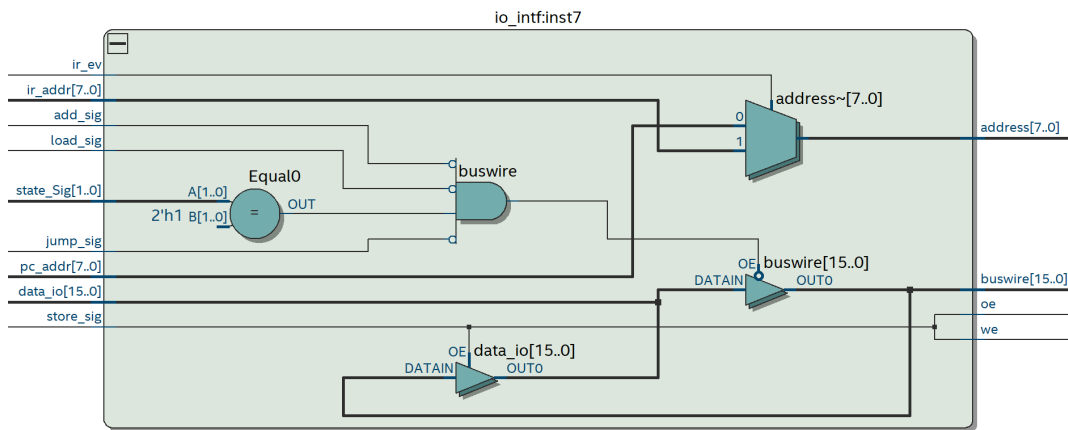 io_intf:inst7
ir_ev
ir_addr[7..0]
add_sig
load_sig
state_Sig[1..0]
jump_sig
pc_addr[7..0]
data_io[15..0]
store_sig
Equal0
A[1..0]
2'h1 B[1..0]
=
OUT
buswire
address~[7..0]
0
1
address[7..0]
OE
buswire[15..0]
DATAIN
OUT0
buswire[15..0]
oe
we
OE
data_io[15..0]
DATAIN
OUT0